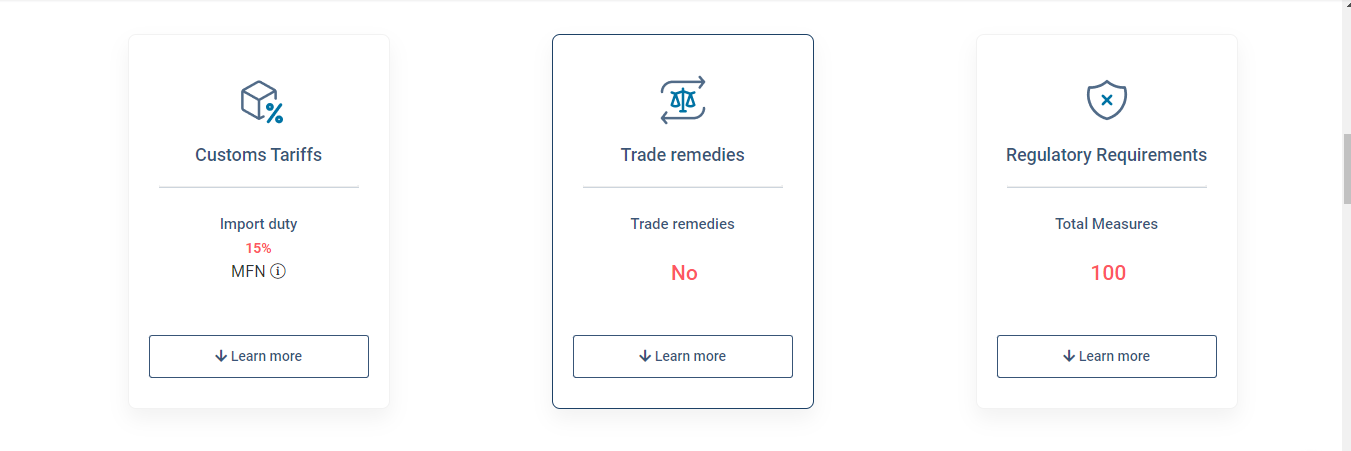 Customs Tariffs
Import duty
15%
MFN
Learn more
Trade remedies
Trade remedies
No
Learn more
Regulatory Requirements
Total Measures
100
Learn more